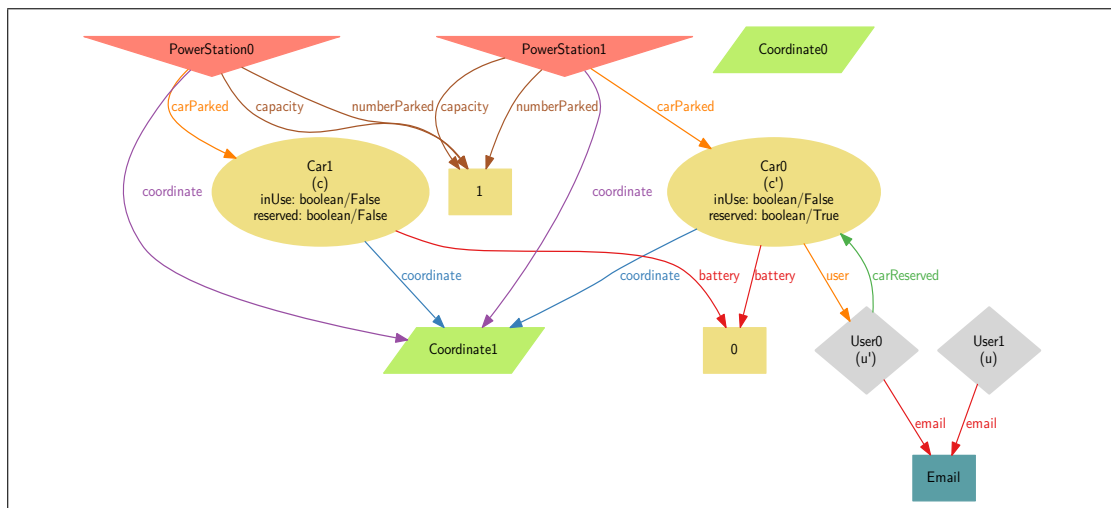 PowerStation0
PowerStation1
Coordinate0
carParked
capacity
numberParked
capacity
numberParked
carParked
Car1
(c)
inUse: boolean/False
reserved: boolean/False
1
Car0
(c')
inUse: boolean/False
reserved: boolean/True
coordinate
coordinate
coordinate
battery
coordinate
battery
user
carReserved
Coordinate1
0
User0
(u')
User1
(u)
email
email
Email